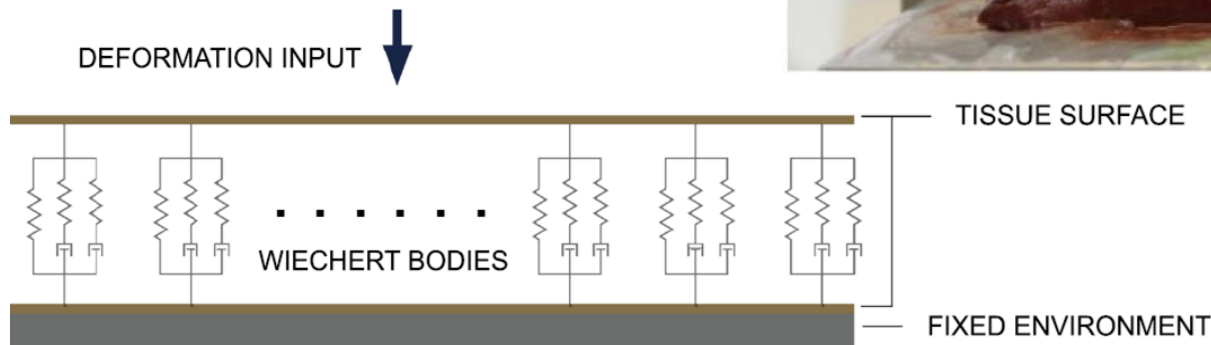 DEFORMATION INPUT
TISSUE SURFACE
WIECHERT BODIES
FIXED ENVIRONMENT